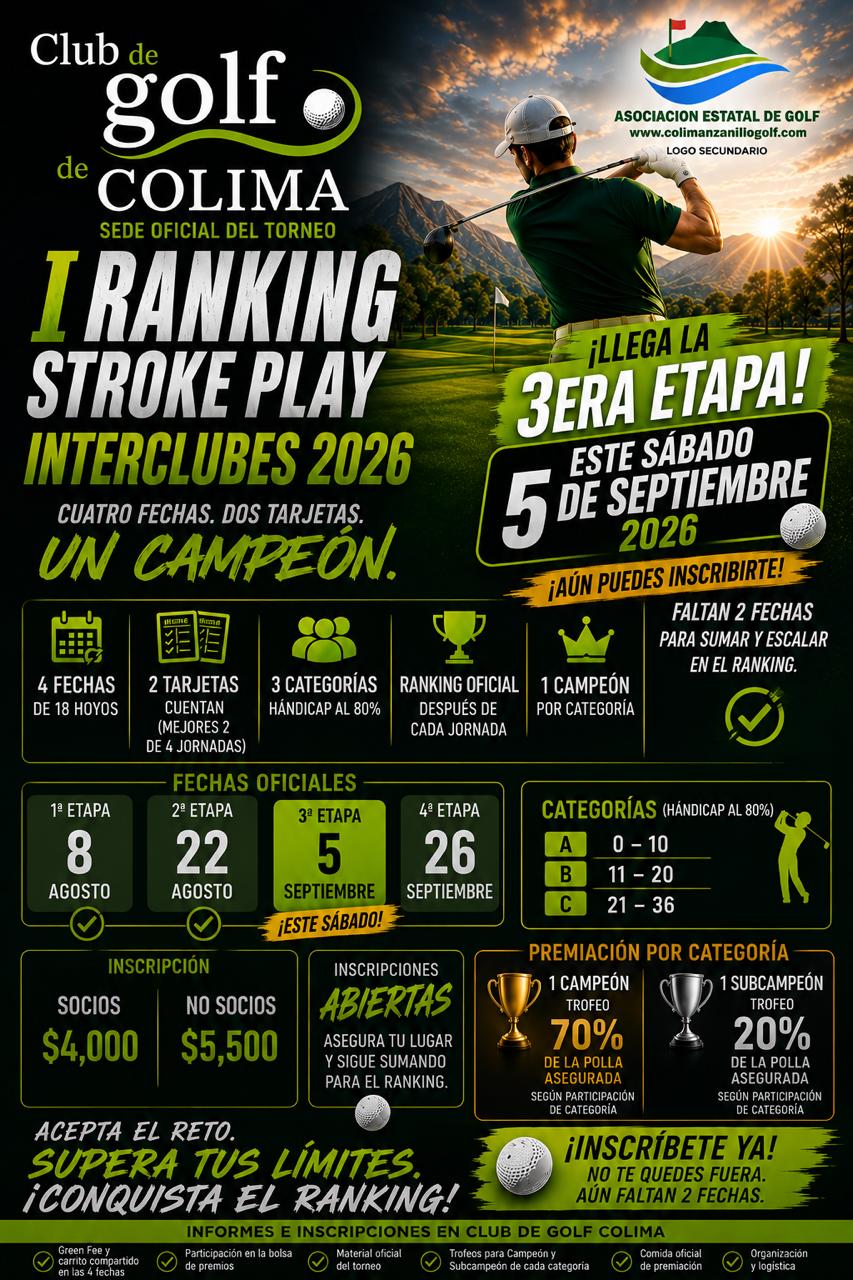 Club de
golf
de
COLIMA
SEDE OFICIAL DEL TORNEO
ASOCIACION ESTATAL DE GOLF
www.colimanzanillogolf.com
LOGO SECUNDARIO
I RANKING
STROKE PLAY
INTERCLUBES 2026
CUATRO FECHAS. DOS TARJETAS.
UN CAMPEÓN.
¡LLEGA LA
3ERA ETAPA!
ESTE SÁBADO
5 DE SEPTIEMBRE
2026
¡AÚN PUEDES INSCRIBIRTE!
4 FECHAS
DE 18 HOYOS
2 TARJETAS
CUENTAN
(MEJORES 2
DE 4 JORNADAS)
3 CATEGORÍAS
HÁNDICAP AL 80%
RANKING OFICIAL
DESPUÉS DE
CADA JORNADA
1 CAMPEÓN
POR CATEGORÍA
FALTAN 2 FECHAS
PARA SUMAR Y ESCALAR
EN EL RANKING.
FECHAS OFICIALES
1ª ETAPA
8
AGOSTO
2ª ETAPA
22
AGOSTO
3ª ETAPA
5
SEPTIEMBRE
¡ESTE SÁBADO!
4ª ETAPA
26
SEPTIEMBRE
CATEGORÍAS (HÁNDICAP AL 80%)
A 0 – 10
B 11 – 20
C 21 – 36
INSCRIPCIÓN
SOCIOS
$4,000
NO SOCIOS
$5,500
INSCRIPCIONES
ABIERTAS
ASEGURA TU LUGAR
Y SIGUE SUMANDO
PARA EL RANKING.
PREMIACIÓN POR CATEGORÍA
1 CAMPEÓN
TROFEO
70%
DE LA POLLA
ASEGURADA
SEGÚN PARTICIPACIÓN
DE CATEGORÍA
1 SUBCAMPEÓN
TROFEO
20%
DE LA POLLA
ASEGURADA
SEGÚN PARTICIPACIÓN
DE CATEGORÍA
ACEPTA EL RETO.
SUPERA TUS LÍMITES.
¡CONQUISTA EL RANKING!
¡INSCRÍBETE YA!
NO TE QUEDES FUERA.
AÚN FALTAN 2 FECHAS.
INFORMES E INSCRIPCIONES EN CLUB DE GOLF COLIMA
Green Fee y
carrito compartido
en las 4 fechas
Participación en la bolsa
de premios
Material oficial
del torneo
Trofeos para Campeón y
Subcampeón de cada categoría
Comida oficial
de premiación
Organización
y logística